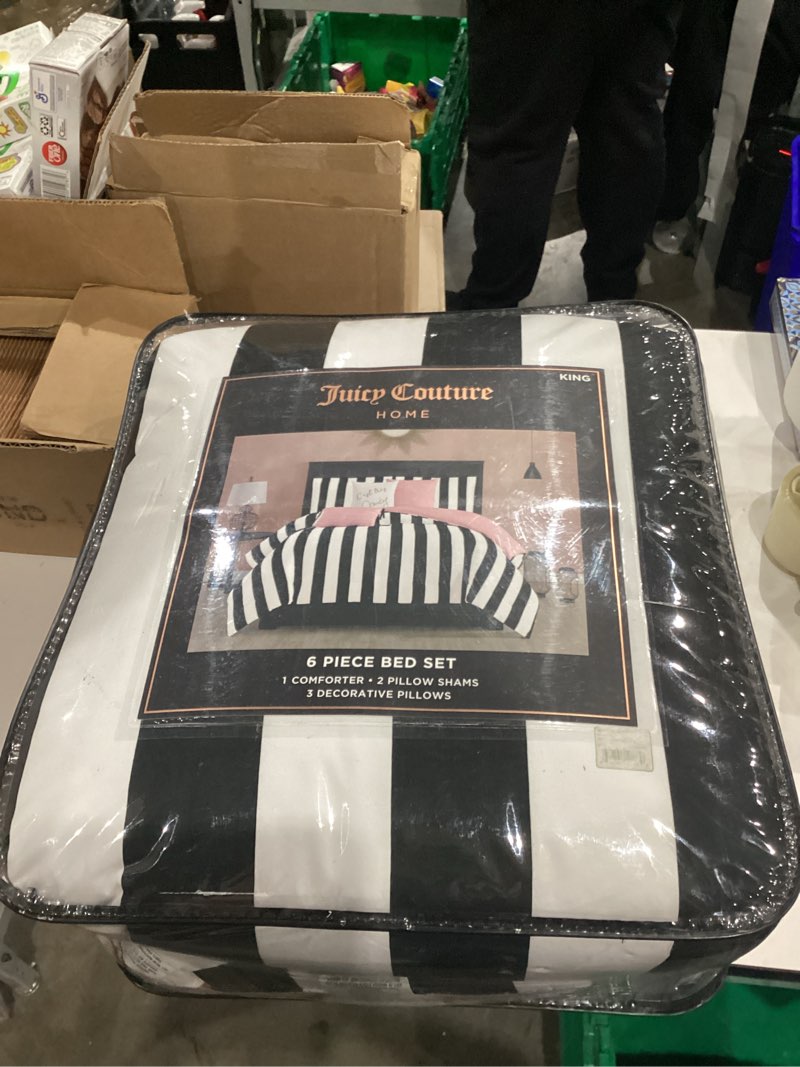 Juicy Couture
HOME
KING
6 PIECE BED SET
1 COMFORTER • 2 PILLOW SHAMS
3 DECORATIVE PILLOWS